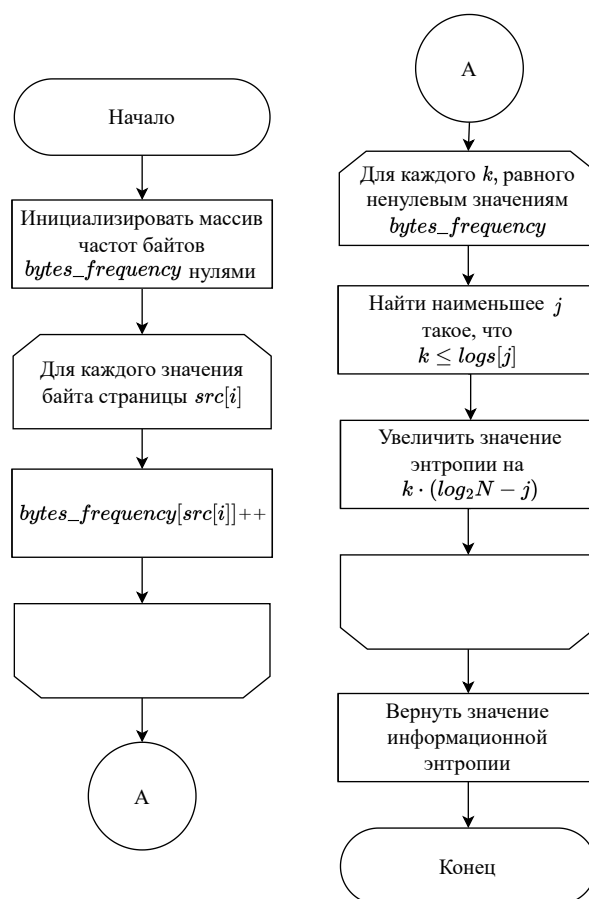 Начало
Инициализировать массив
частот байтов
bytes_frequency нулями
Для каждого значения
байта страницы src[i]
bytes_frequency[src[i]]++
A
A
Для каждого k, равного
ненулевым значениям
bytes_frequency
Найти наименьшее j
такое, что
k ≤ logs[j]
Увеличить значение
энтропии на
k · (log₂N − j)
Вернуть значение
информационной
энтропии
Конец